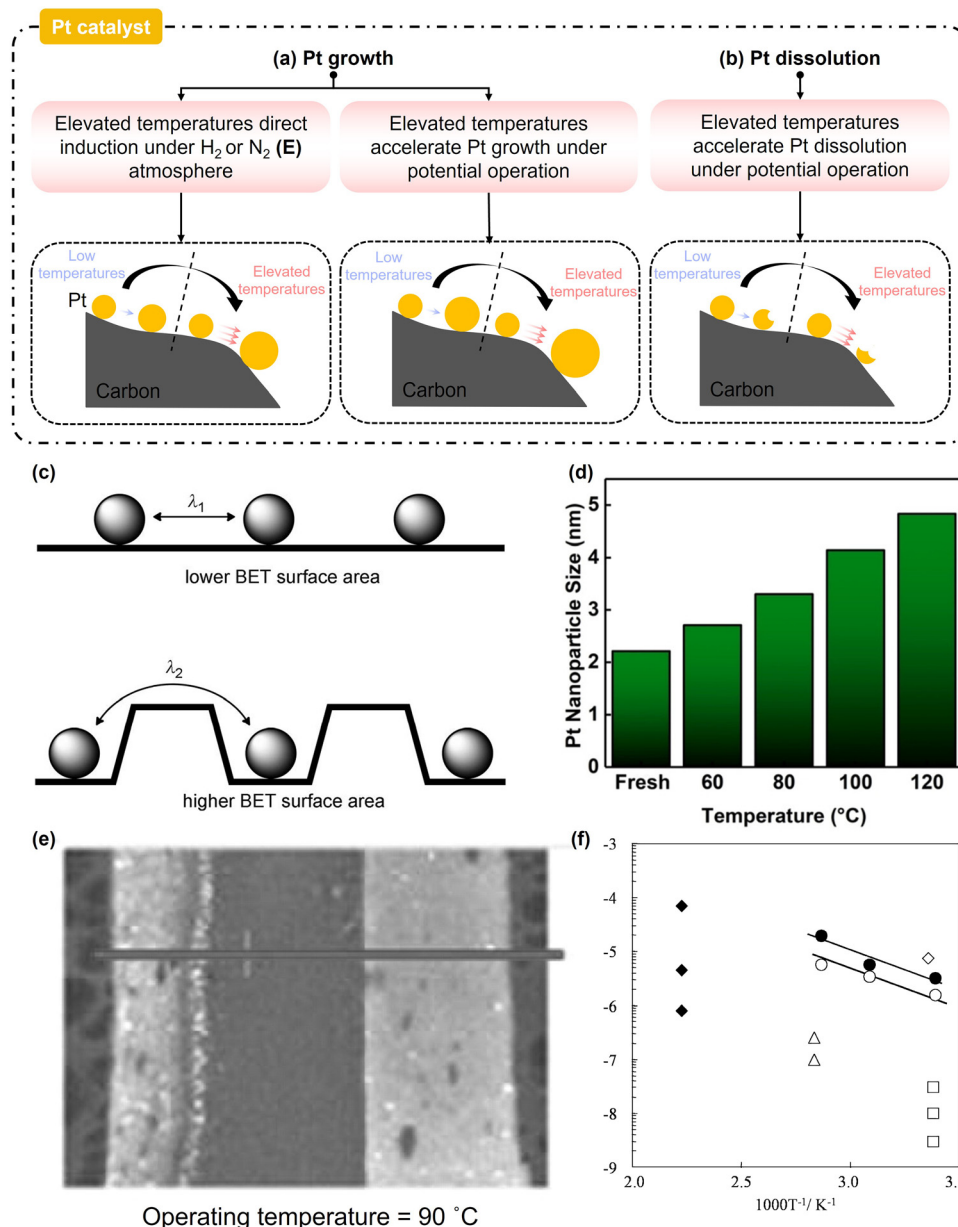 Pt catalyst
(a) Pt growth
(b) Pt dissolution
Elevated temperatures direct
induction under H₂ or N₂ (E)
atmosphere
Elevated temperatures
accelerate Pt growth under
potential operation
Elevated temperatures
accelerate Pt dissolution
under potential operation
Low
temperatures
Elevated
temperatures
Pt
Carbon
Low
temperatures
Elevated
temperatures
Carbon
Low
temperatures
Elevated
temperatures
Carbon
(c)
λ₁
lower BET surface area
λ₂
higher BET surface area
(d)
Pt Nanoparticle Size (nm)
5
4
3
2
1
0
Fresh 60 80 100 120
Temperature (°C)
(e)
Operating temperature = 90 ˚C
(f)
-3
-4
-5
-6
-7
-8
-9
2.0 2.5 3.0 3.
1000T⁻¹/ K⁻¹